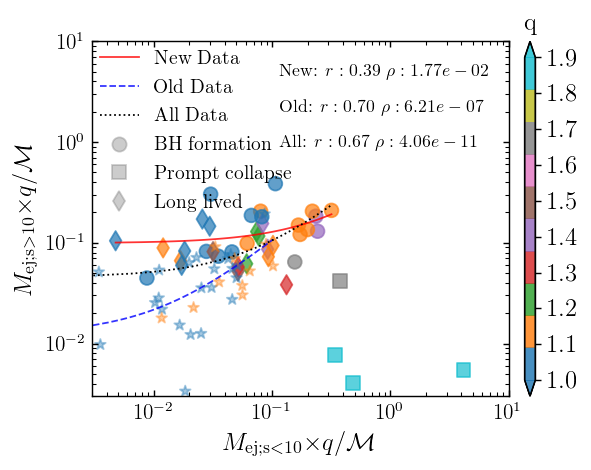 q
10¹
10⁰
10⁻¹
10⁻²
M_ej;s>10×q/ℳ
New Data
Old Data
All Data
BH formation
Prompt collapse
Long lived
New: r : 0.39 ρ : 1.77e − 02
Old: r : 0.70 ρ : 6.21e − 07
All: r : 0.67 ρ : 4.06e − 11
10⁻²
10⁻¹
10⁰
10¹
M_ej;s<10×q/ℳ
1.9
1.8
1.7
1.6
1.5
1.4
1.3
1.2
1.1
1.0